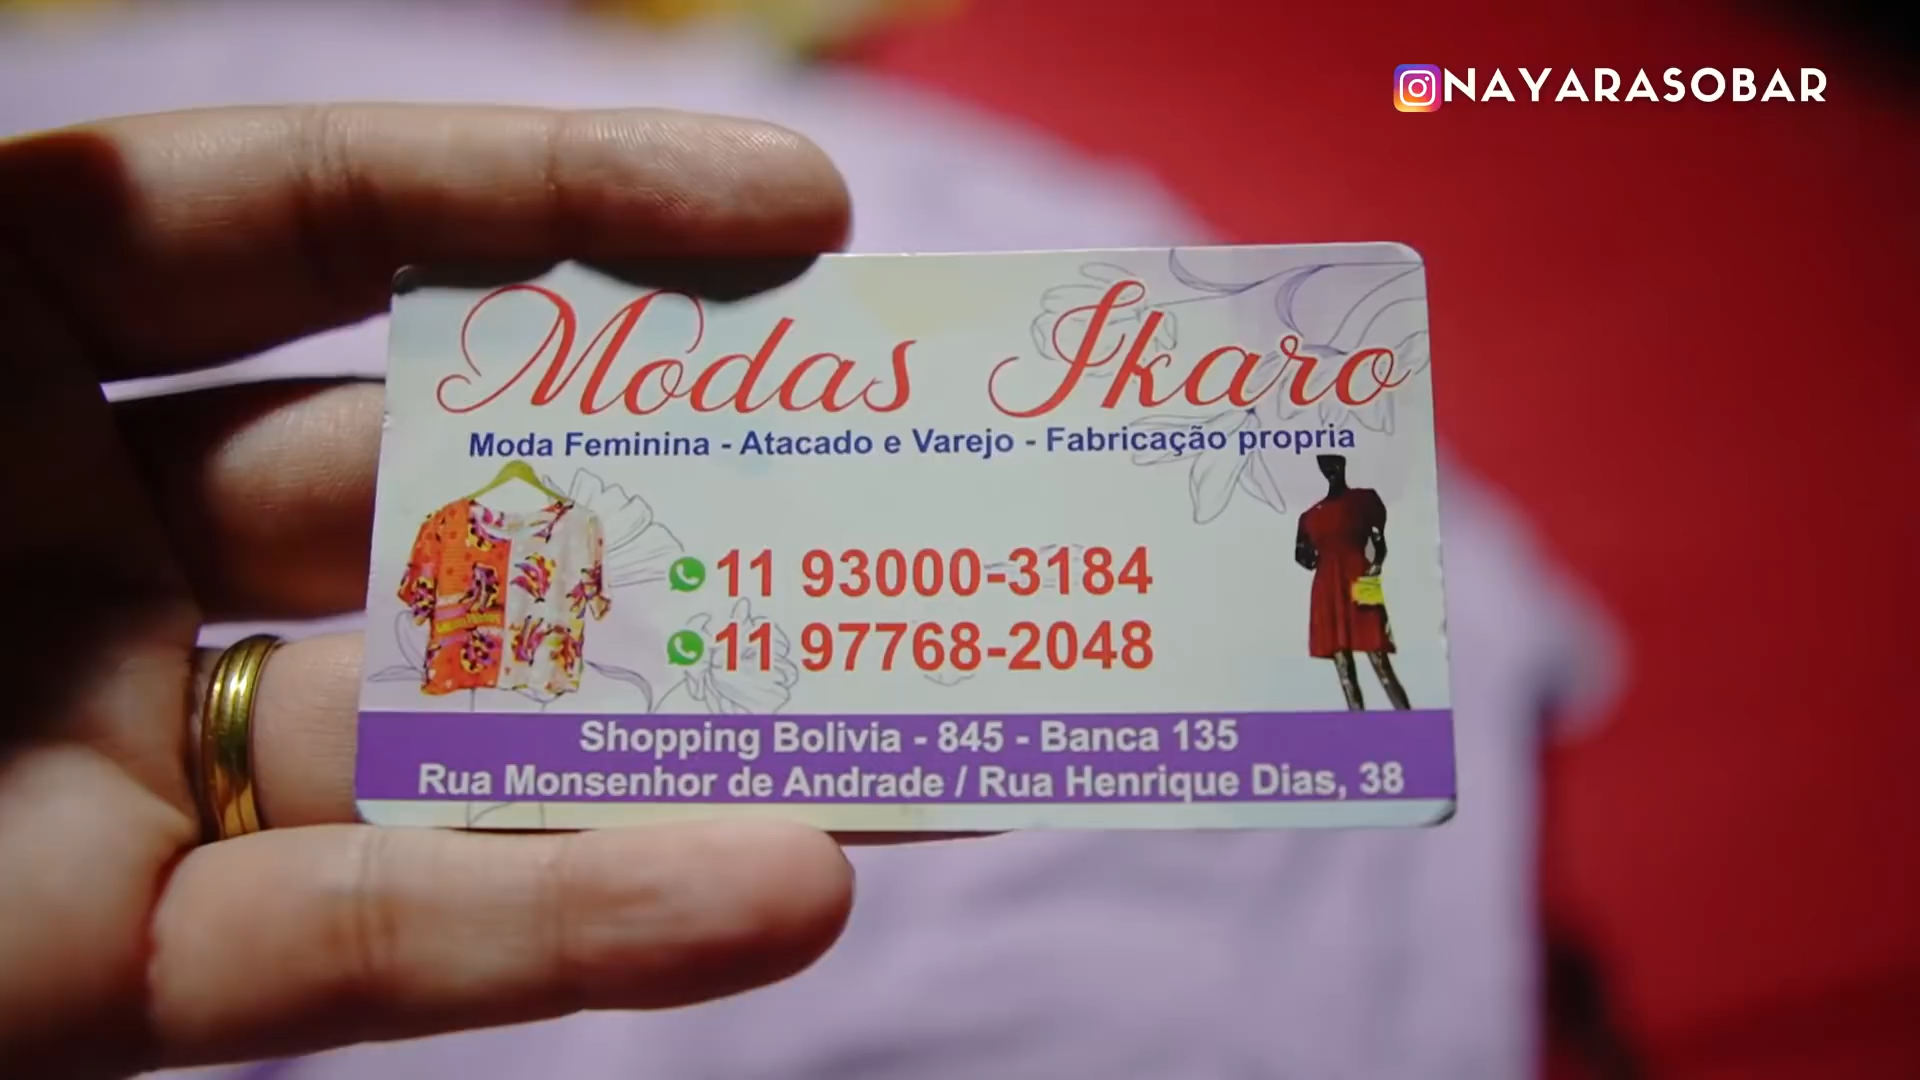 NAYARASOBAR
Modas Ikaro
Moda Feminina - Atacado e Varejo - Fabricação propria
11 93000-3184
11 97768-2048
Shopping Bolivia - 845 - Banca 135
Rua Monsenhor de Andrade / Rua Henrique Dias, 38